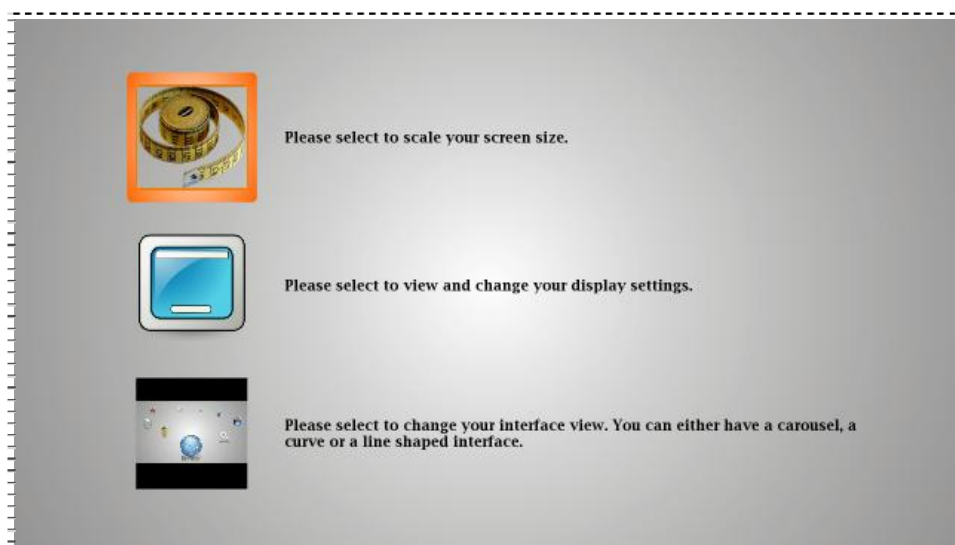 Please select to scale your screen size.
Please select to view and change your display settings.
Please select to change your interface view. You can either have a carousel, a
curve or a line shaped interface.